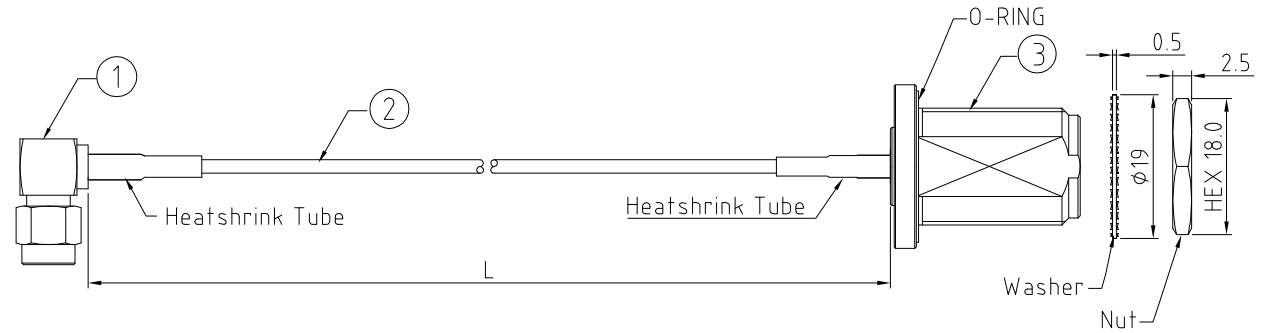 O-RING
1
2
3
0.5
2.5
Φ19
HEX 18.0
Heatshrink Tube
Heatshrink Tube
L
Washer
Nut